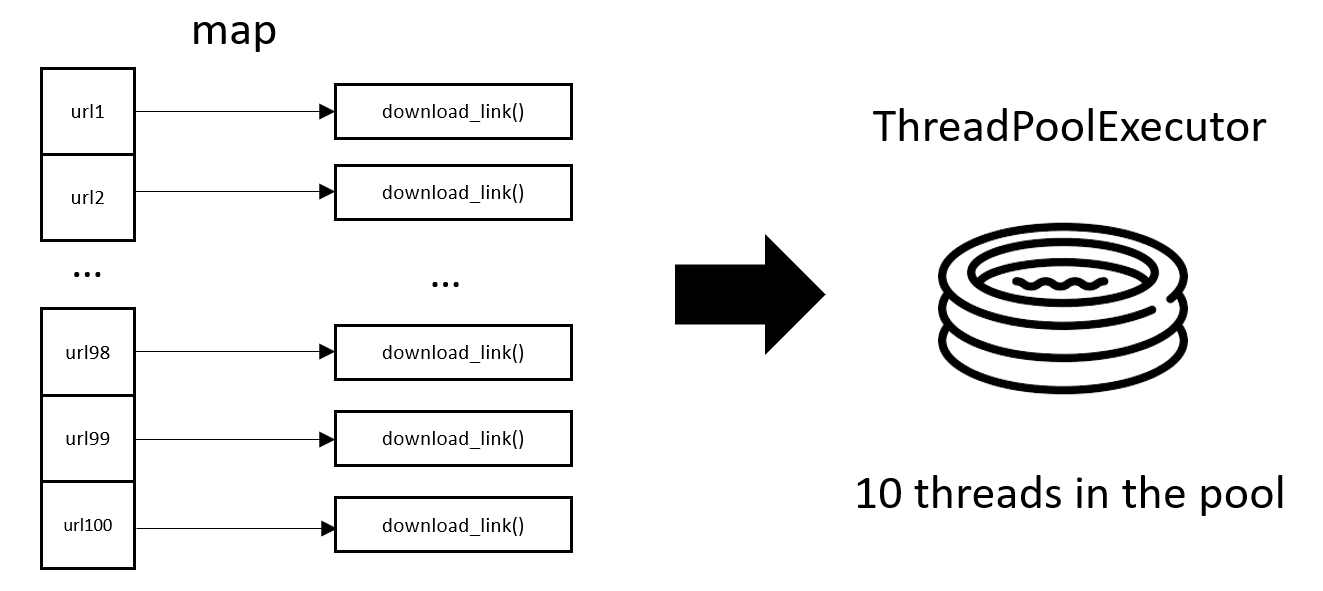 map
url1
download_link()
url2
download_link()
...
...
url98
download_link()
url99
download_link()
url100
download_link()
ThreadPoolExecutor
10 threads in the pool